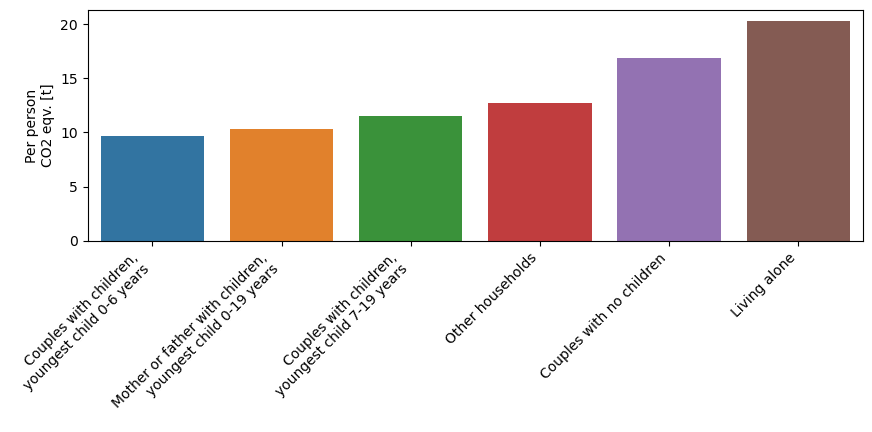 Per person
CO2 eqv. [t]
20
15
10
5
0
Couples with children,
youngest child 0-6 years
Mother or father with children,
youngest child 0-19 years
Couples with children,
youngest child 7-19 years
Other households
Couples with no children
Living alone